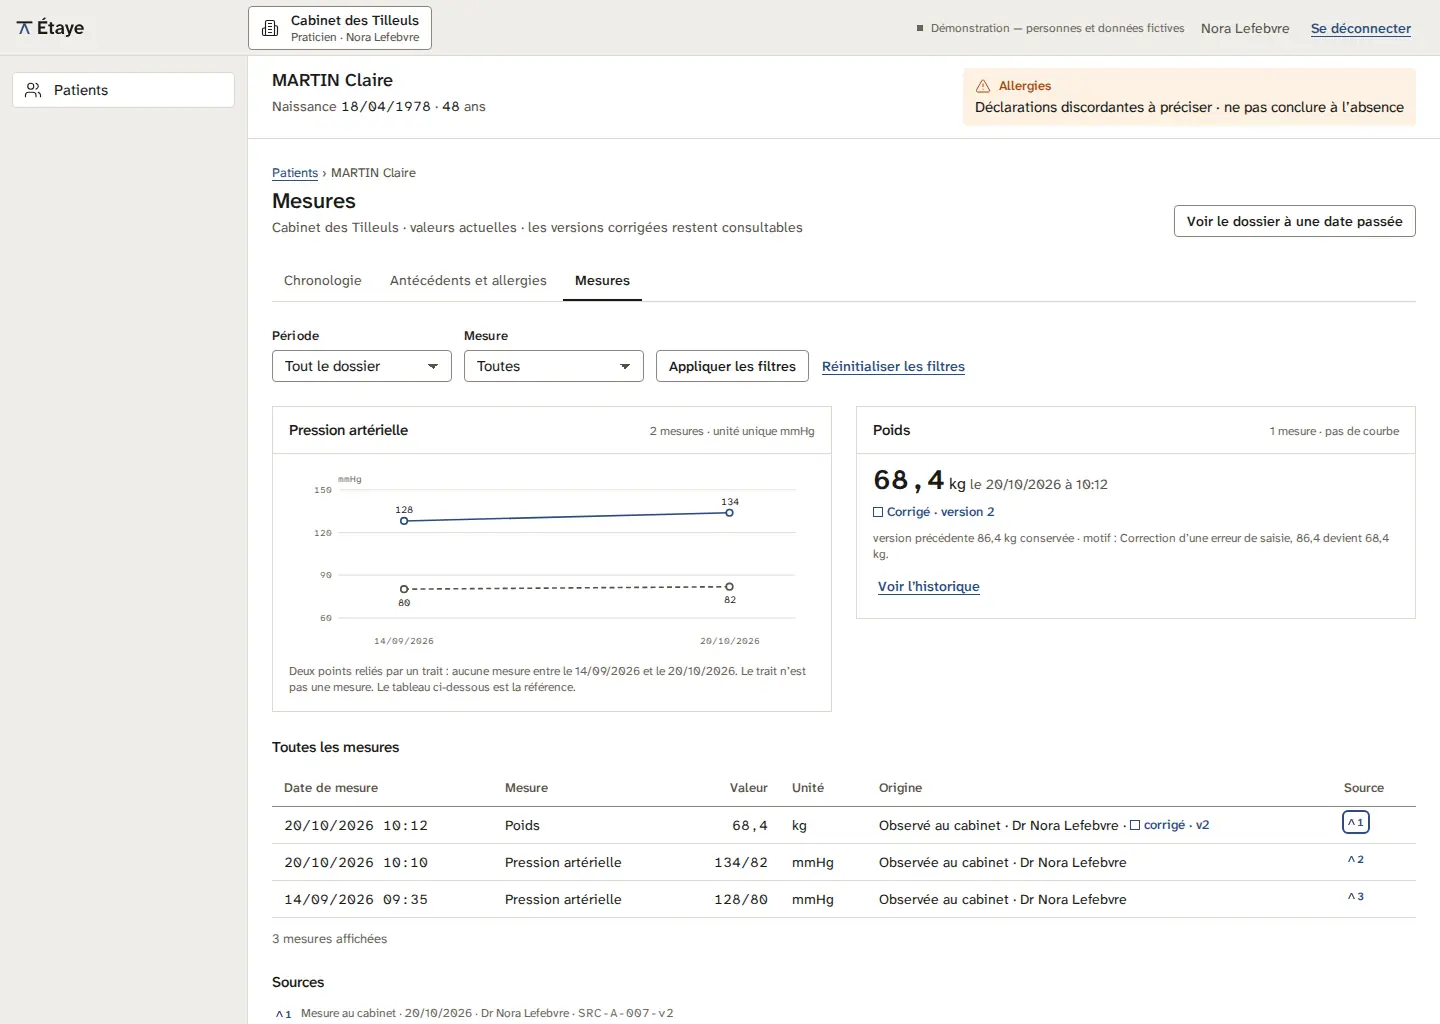 Étaye
Cabinet des Tilleuls
Praticien · Nora Lefebvre
Démonstration — personnes et données fictives
Nora Lefebvre
Se déconnecter
Patients
MARTIN Claire
Naissance 18/04/1978 · 48 ans
Allergies
Déclarations discordantes à préciser · ne pas conclure à l’absence
Patients › MARTIN Claire
Mesures
Cabinet des Tilleuls · valeurs actuelles · les versions corrigées restent consultables
Voir le dossier à une date passée
Chronologie
Antécédents et allergies
Mesures
Période
Mesure
Tout le dossier
Toutes
Appliquer les filtres
Réinitialiser les filtres
Pression artérielle
2 mesures · unité unique mmHg
mmHg
150
120
90
60
128
134
80
82
14/09/2026
20/10/2026
Deux points reliés par un trait : aucune mesure entre le 14/09/2026 et le 20/10/2026. Le trait n’est
pas une mesure. Le tableau ci-dessous est la référence.
Poids
1 mesure · pas de courbe
68,4 kg le 20/10/2026 à 10:12
Corrigé · version 2
version précédente 86,4 kg conservée · motif : Correction d’une erreur de saisie, 86,4 devient 68,4
kg.
Voir l’historique
Toutes les mesures
Date de mesure Mesure Valeur Unité Origine Source
20/10/2026 10:12 Poids 68,4 kg Observé au cabinet · Dr Nora Lefebvre · corrigé · v2 ^1
20/10/2026 10:10 Pression artérielle 134/82 mmHg Observée au cabinet · Dr Nora Lefebvre ^2
14/09/2026 09:35 Pression artérielle 128/80 mmHg Observée au cabinet · Dr Nora Lefebvre ^3
3 mesures affichées
Sources
^1 Mesure au cabinet · 20/10/2026 · Dr Nora Lefebvre · SRC-A-007-v2